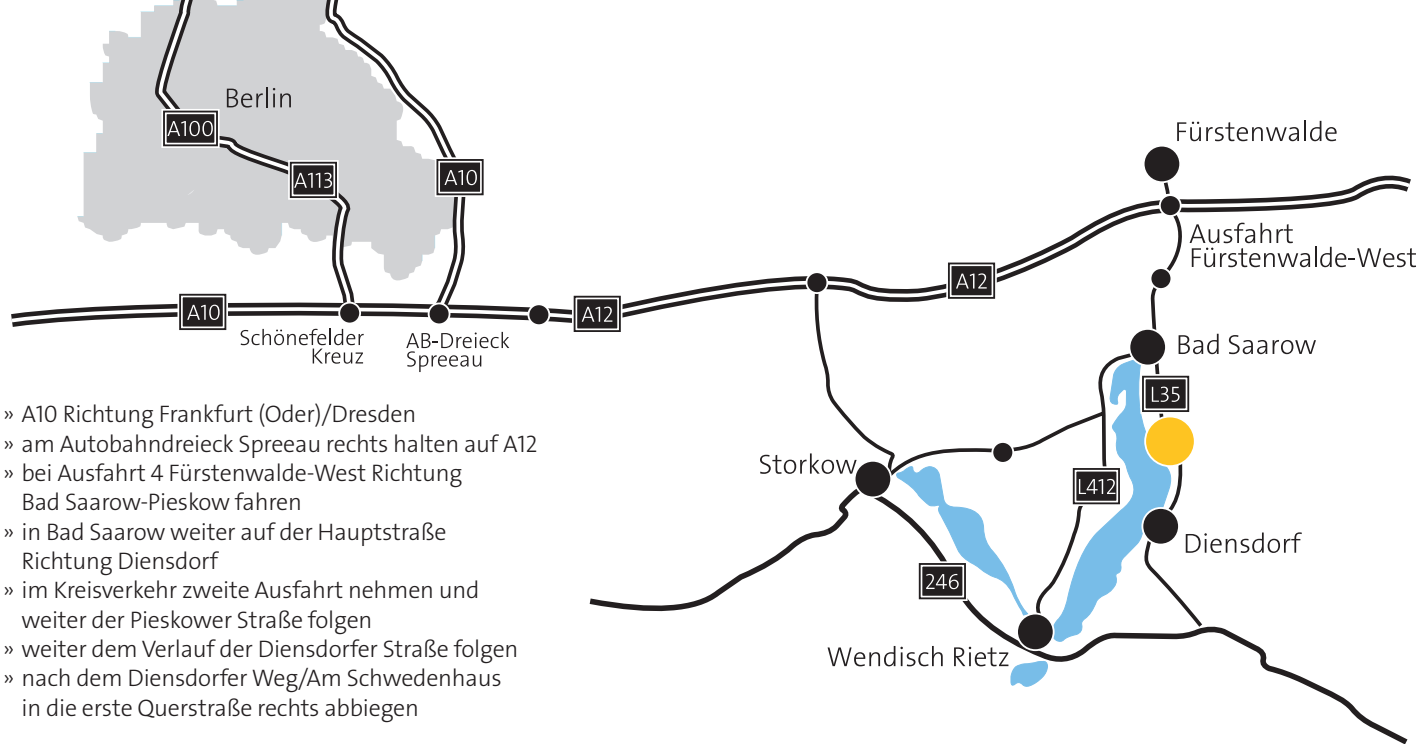 Berlin
A100
A113
A10
Fürstenwalde
Ausfahrt
Fürstenwalde-West
A12
A10
A12
Schönefelder
Kreuz
AB-Dreieck
Spreeau
Bad Saarow
L35
Storkow
L412
Diensdorf
246
Wendisch Rietz
» A10 Richtung Frankfurt (Oder)/Dresden
» am Autobahndreieck Spreeau rechts halten auf A12
» bei Ausfahrt 4 Fürstenwalde-West Richtung
Bad Saarow-Pieskow fahren
» in Bad Saarow weiter auf der Hauptstraße
Richtung Diensdorf
» im Kreisverkehr zweite Ausfahrt nehmen und
weiter der Pieskower Straße folgen
» weiter dem Verlauf der Diensdorfer Straße folgen
» nach dem Diensdorfer Weg/Am Schwedenhaus
in die erste Querstraße rechts abbiegen